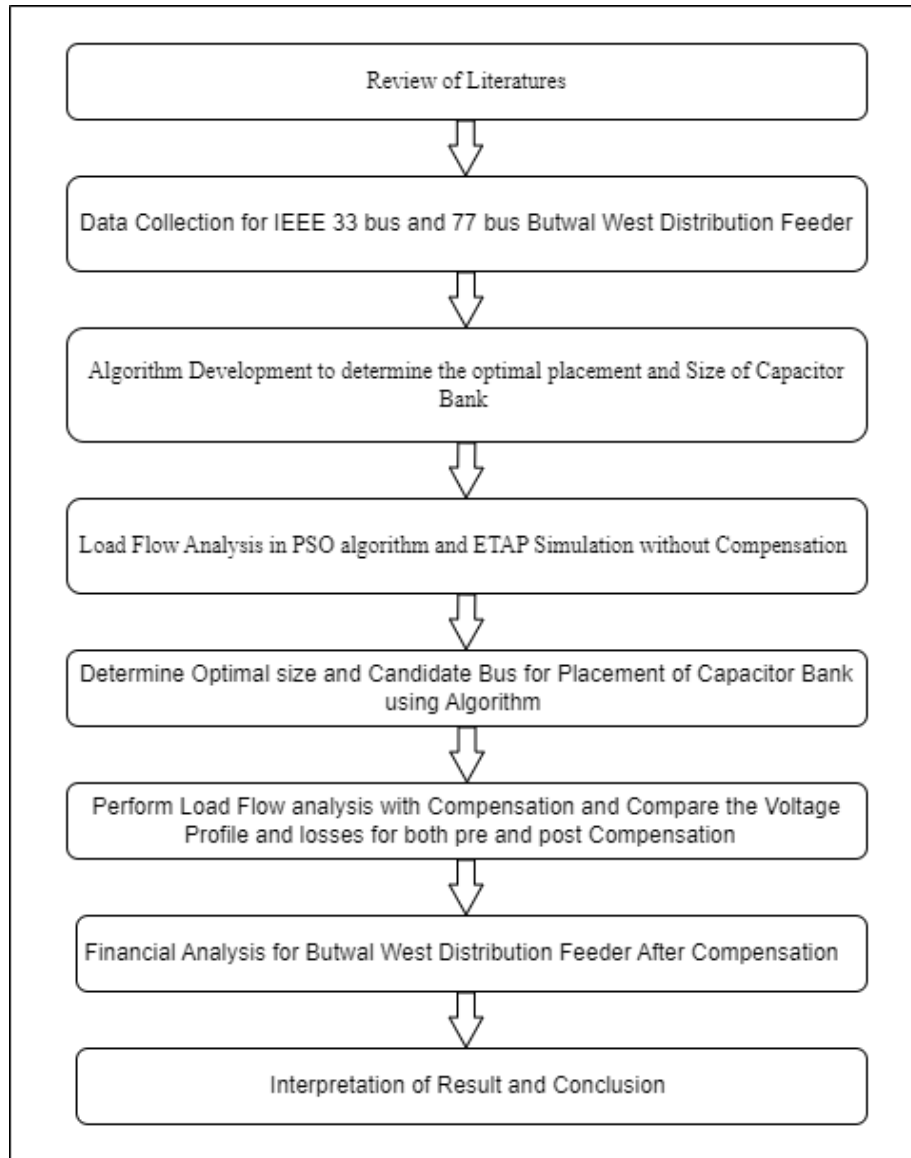 Review of Literatures
Data Collection for IEEE 33 bus and 77 bus Butwal West Distribution Feeder
Algorithm Development to determine the optimal placement and Size of Capacitor
Bank
Load Flow Analysis in PSO algorithm and ETAP Simulation without Compensation
Determine Optimal size and Candidate Bus for Placement of Capacitor Bank
using Algorithm
Perform Load Flow analysis with Compensation and Compare the Voltage
Profile and losses for both pre and post Compensation
Financial Analysis for Butwal West Distribution Feeder After Compensation
Interpretation of Result and Conclusion